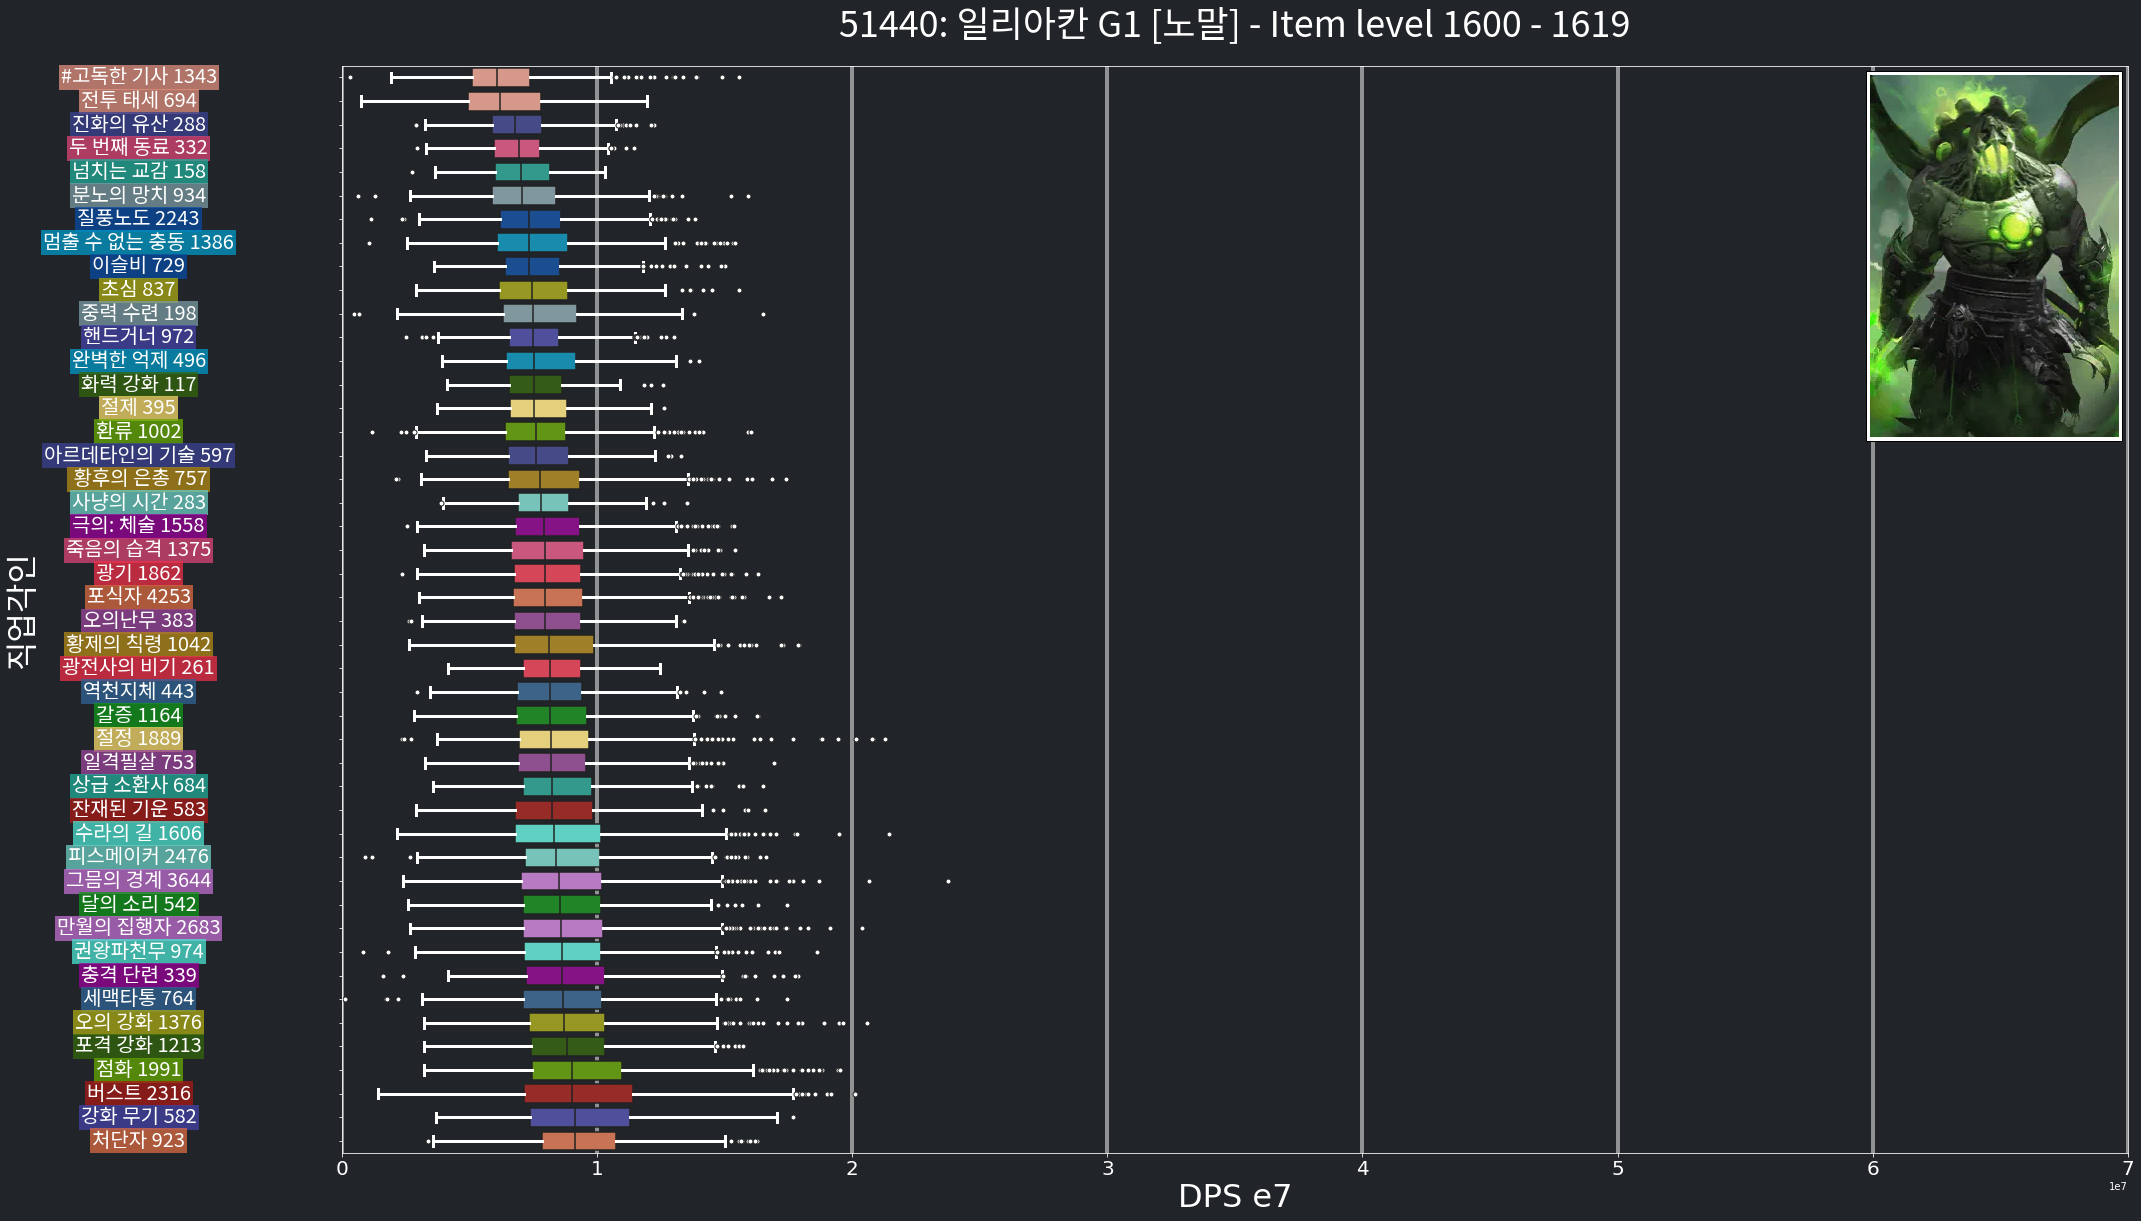 51440: 일리아칸 G1 [노말] - Item level 1600 - 1619
#고독한 기사 1343
전투 태세 694
진화의 유산 288
두 번째 동료 332
넘치는 교감 158
분노의 망치 934
질풍노도 2243
멈출 수 없는 충동 1386
이슬비 729
초심 837
중력 수련 198
핸드거너 972
완벽한 억제 496
화력 강화 117
절제 395
환류 1002
아르데타인의 기술 597
황후의 은총 757
사냥의 시간 283
극의: 체술 1558
죽음의 습격 1375
광기 1862
포식자 4253
오의난무 383
황제의 칙령 1042
광전사의 비기 261
역천지체 443
갈증 1164
절정 1889
일격필살 753
상급 소환사 684
잔재된 기운 583
수라의 길 1606
피스메이커 2476
그믐의 경계 3644
달의 소리 542
만월의 집행자 2683
권왕파천무 974
충격 단련 339
세맥타통 764
오의 강화 1376
포격 강화 1213
점화 1991
버스트 2316
강화 무기 582
처단자 923
직업각인
0 1 2 3 4 5 6 7
DPS e7
1e7